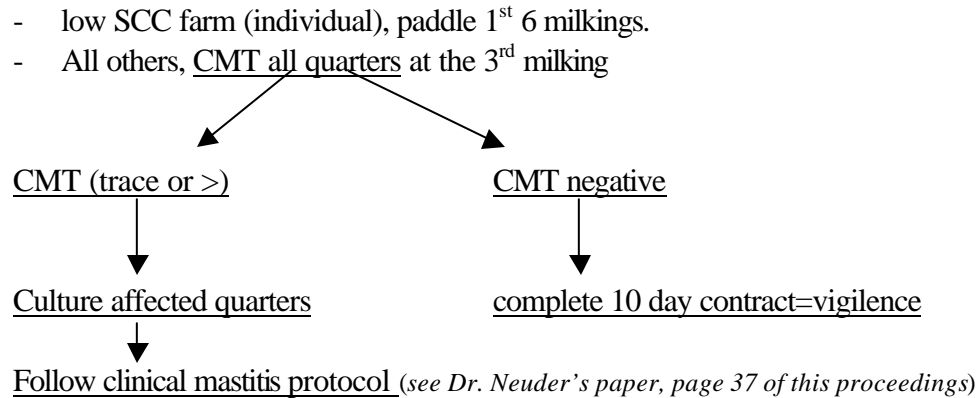 - low SCC farm (individual), paddle 1st 6 milkings.
- All others, CMT all quarters at the 3rd milking
CMT (trace or >) CMT negative
Culture affected quarters complete 10 day contract=vigilence
Follow clinical mastitis protocol (see Dr. Neuder's paper, page 37 of this proceedings)